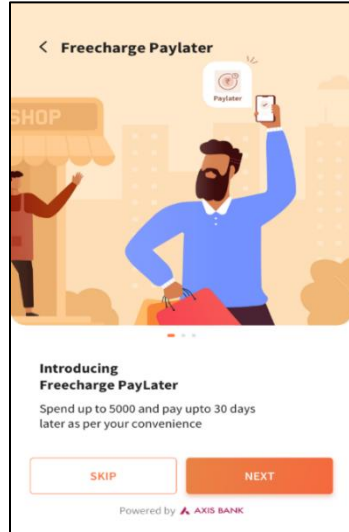 < Freecharge Paylater
Paylater
SHOP
Introducing
Freecharge PayLater
Spend up to 5000 and pay upto 30 days
later as per your convenience
SKIP
NEXT
Powered by AXIS BANK